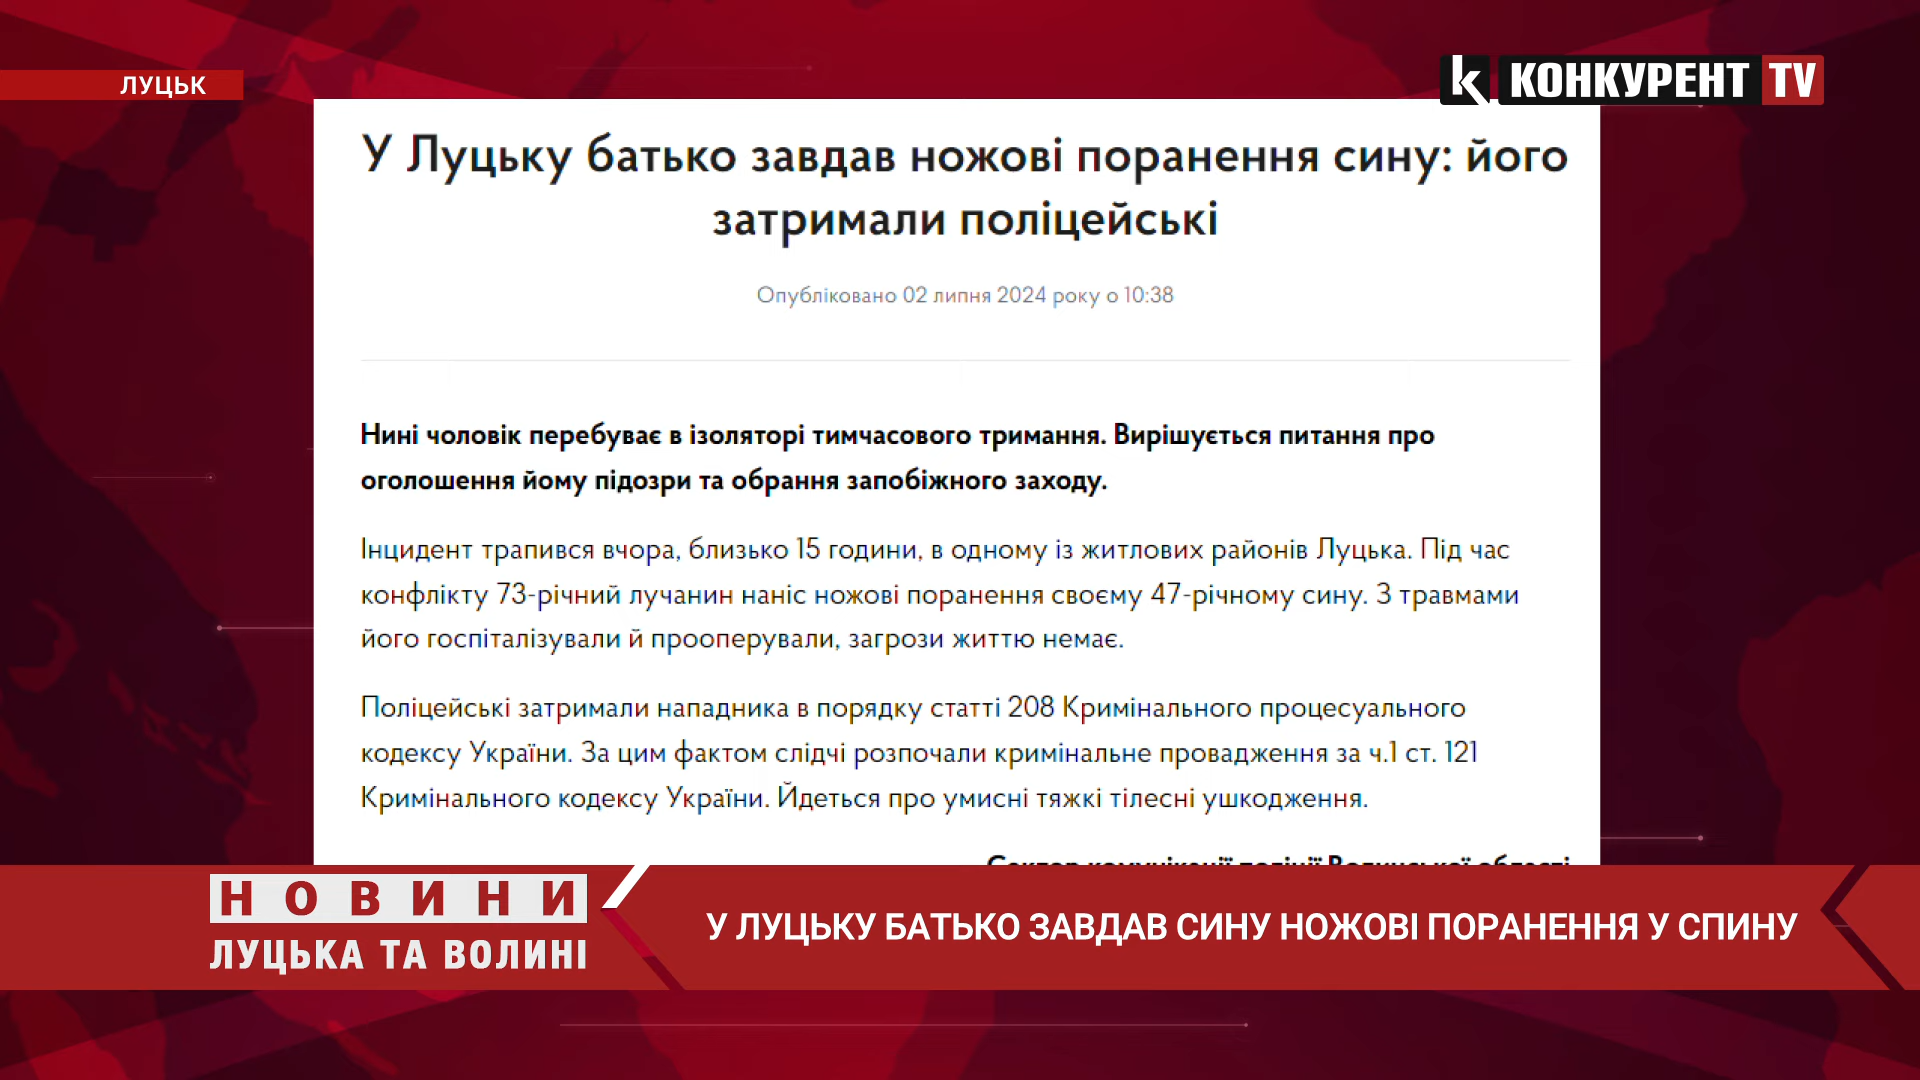 ЛУЦЬК
k КОНКУРЕНТ TV
У Луцьку батько завдав ножові поранення сину: його
затримали поліцейські
Опубліковано 02 липня 2024 року о 10:38
Нині чоловік перебуває в ізоляторі тимчасового тримання. Вирішується питання про
оголошення йому підозри та обрання запобіжного заходу.
Інцидент трапився вчора, близько 15 години, в одному із житлових районів Луцька. Під час
конфлікту 73-річний лучанин наніс ножові поранення своєму 47-річному сину. З травмами
його госпіталізували й прооперували, загрози життю немає.
Поліцейські затримали нападника в порядку статті 208 Кримінального процесуального
кодексу України. За цим фактом слідчі розпочали кримінальне провадження за ч.1 ст. 121
Кримінального кодексу України. Йдеться про умисні тяжкі тілесні ушкодження.
Сектор комунікації поліції Волинської області
НОВИНИ
ЛУЦЬКА ТА ВОЛИНІ
У ЛУЦЬКУ БАТЬКО ЗАВДАВ СИНУ НОЖОВІ ПОРАНЕННЯ У СПИНУ